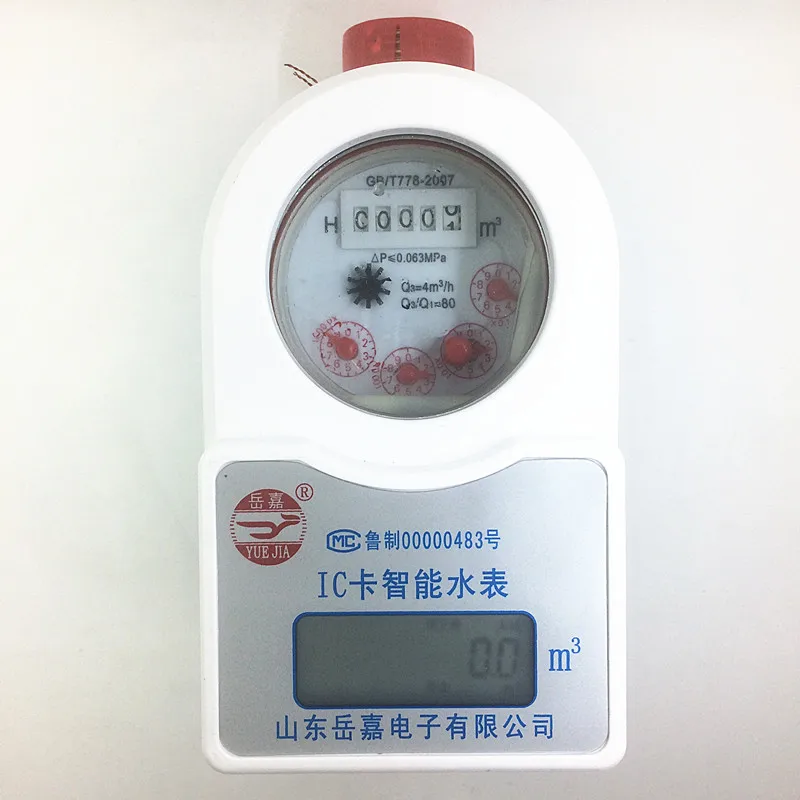 GB/T778-2007
H 0000 m³
△P≤0.063MPa
Q₃=4m³/h
Q₃/Q₁=80
岳嘉®
YUE JIA
MC 鲁制00000483号
IC卡智能水表
0.0 m³
山东岳嘉电子有限公司